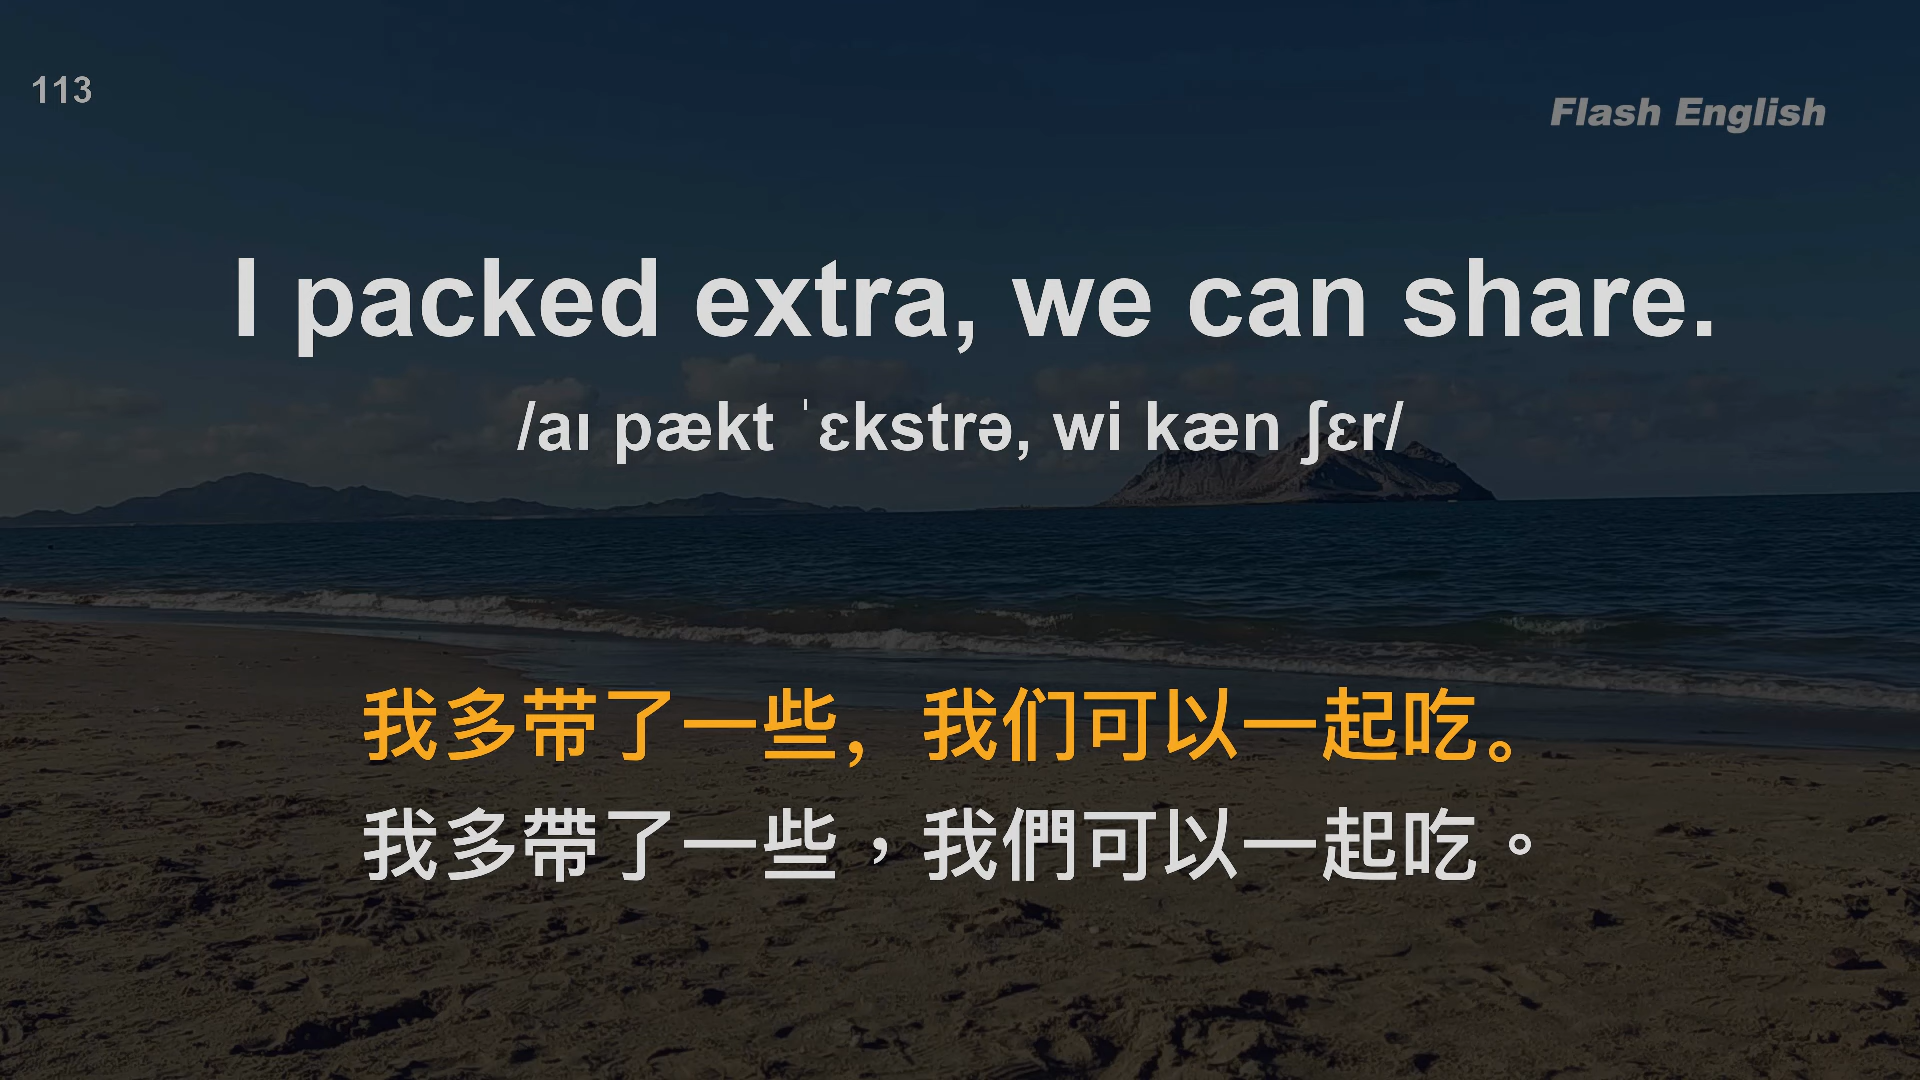 113
Flash English
I packed extra, we can share.
/aɪ pækt ˈɛkstrə, wi kæn ʃɛr/
我多带了一些，我们可以一起吃。
我多帶了一些，我們可以一起吃。